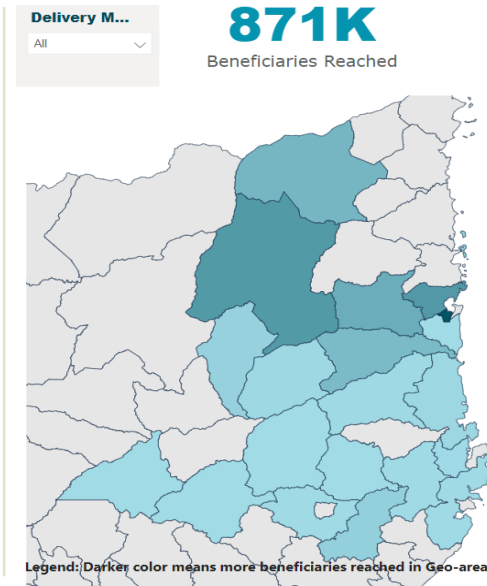 Delivery M...
All
871K
Beneficiaries Reached
Legend: Darker color means more beneficiaries reached in Geo-area